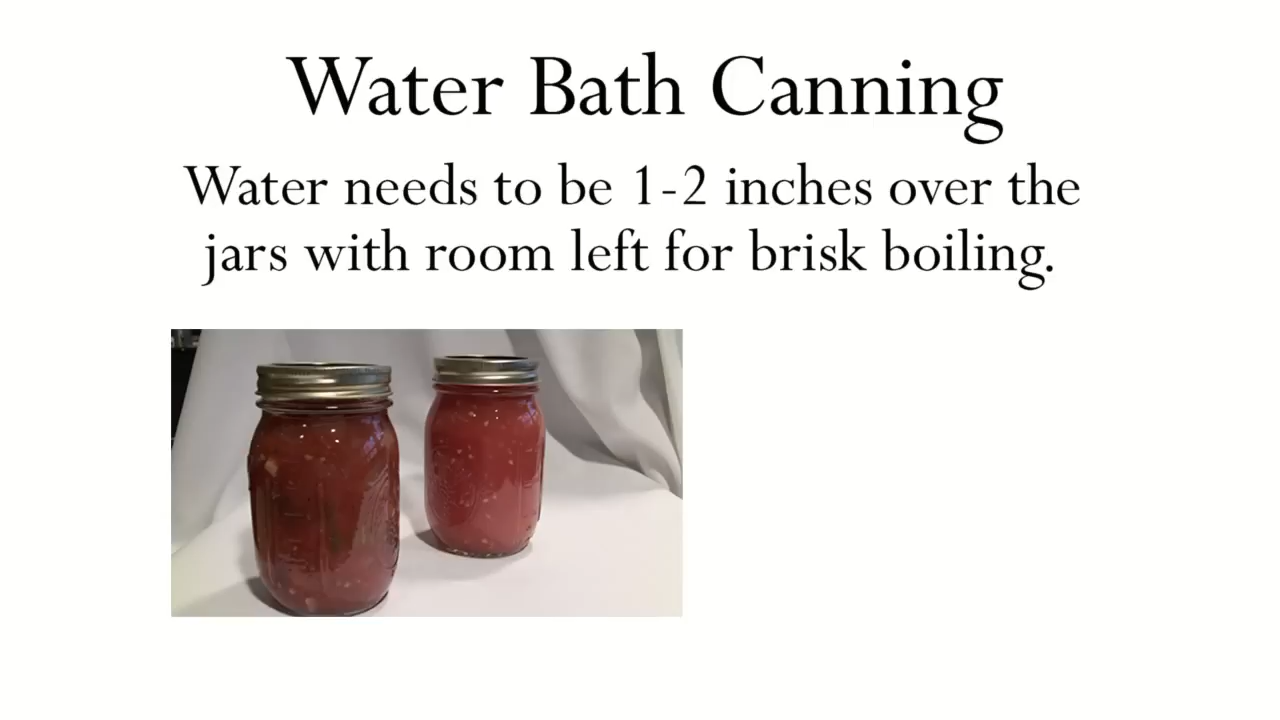 Water Bath Canning
Water needs to be 1-2 inches over the
jars with room left for brisk boiling.